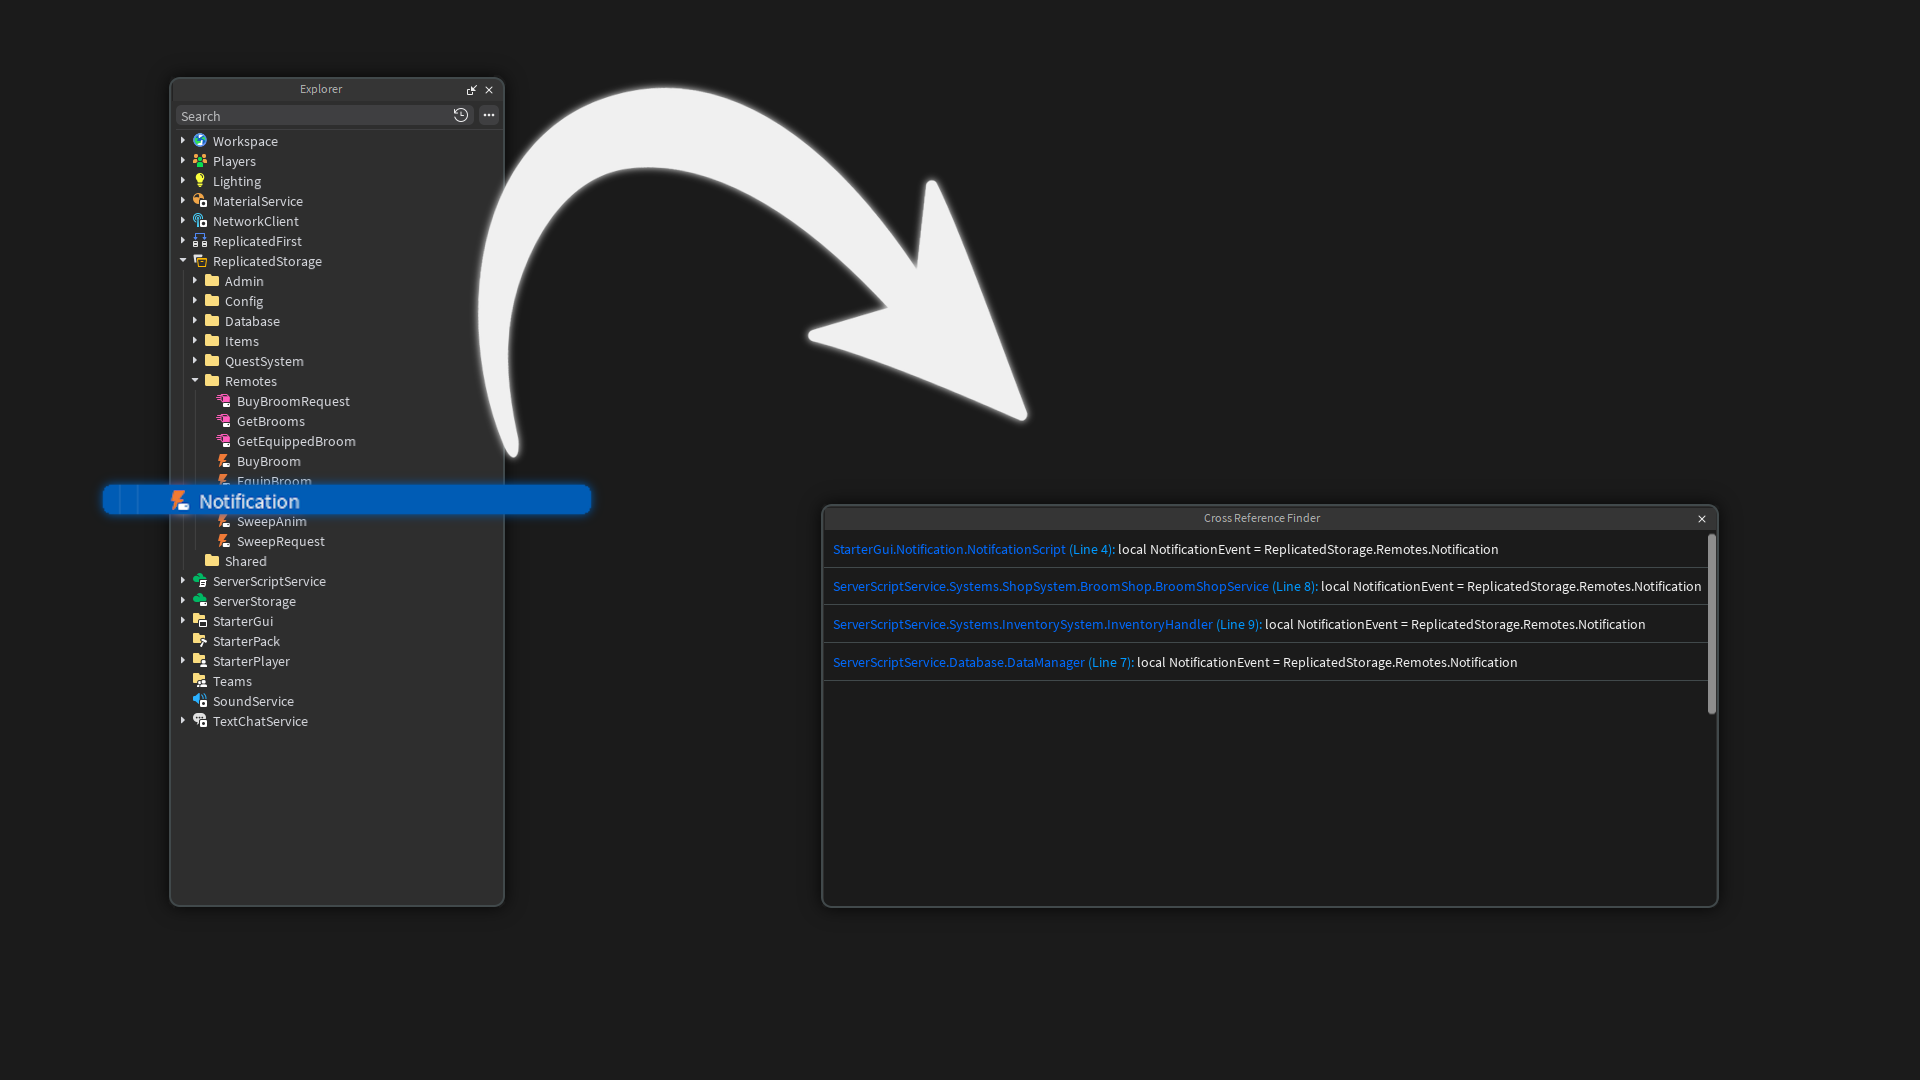 Explorer
Search
Workspace
Players
Lighting
MaterialService
NetworkClient
ReplicatedFirst
ReplicatedStorage
Admin
Config
Database
Items
QuestSystem
Remotes
BuyBroomRequest
GetBrooms
GetEquippedBroom
BuyBroom
EquipBroom
Notification
SweepAnim
SweepRequest
Shared
ServerScriptService
ServerStorage
StarterGui
StarterPack
StarterPlayer
Teams
SoundService
TextChatService
Cross Reference Finder
StarterGui.Notification.NotifcationScript (Line 4): local NotificationEvent = ReplicatedStorage.Remotes.Notification
ServerScriptService.Systems.ShopSystem.BroomShop.BroomShopService (Line 8): local NotificationEvent = ReplicatedStorage.Remotes.Notification
ServerScriptService.Systems.InventorySystem.InventoryHandler (Line 9): local NotificationEvent = ReplicatedStorage.Remotes.Notification
ServerScriptService.Database.DataManager (Line 7): local NotificationEvent = ReplicatedStorage.Remotes.Notification